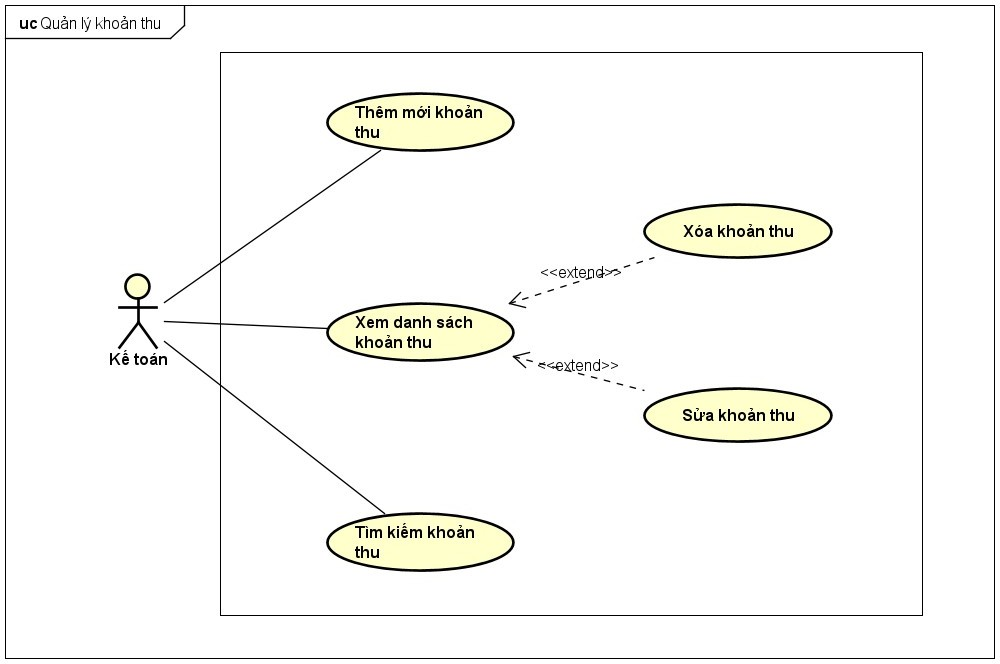 uc Quản lý khoản thu
Thêm mới khoản
thu
Xóa khoản thu
<<extend>>
Xem danh sách
khoản thu
Kế toán
<<extend>>
Sửa khoản thu
Tìm kiếm khoản
thu